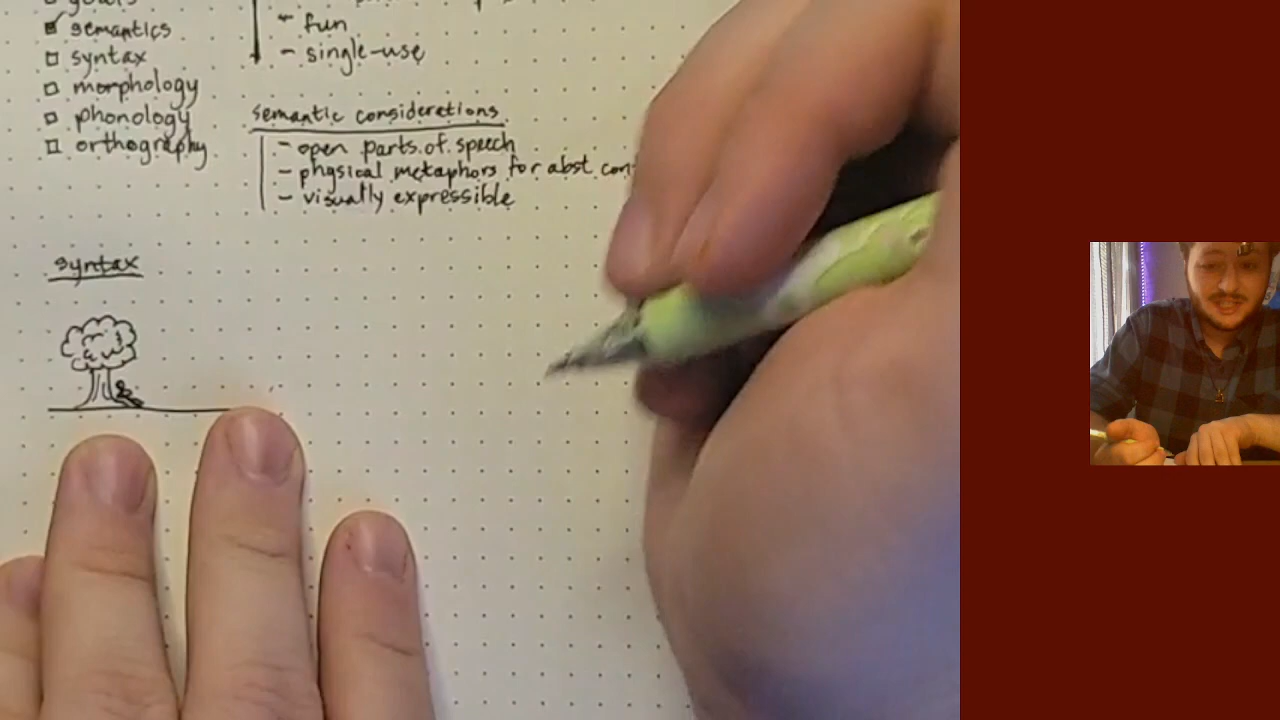 goals
semantics
syntax
morphology
phonology
orthography
- fun
- single-use
semantic considerations
- open parts of speech
- physical metaphors for abst
- visually expressible
syntax